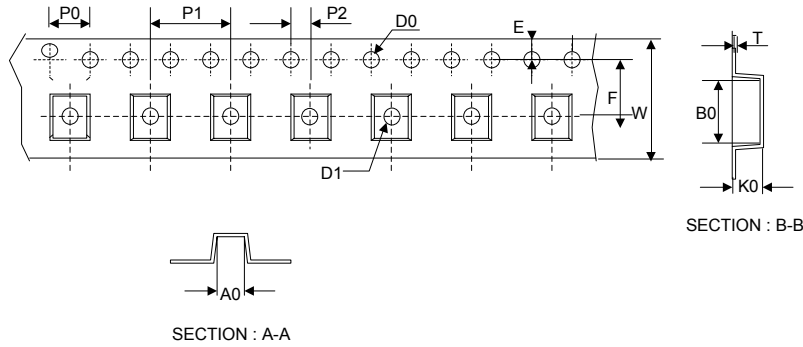 P0 P1 P2 D0 E T
F W B0
D1
K0
SECTION : B-B
A0
SECTION : A-A